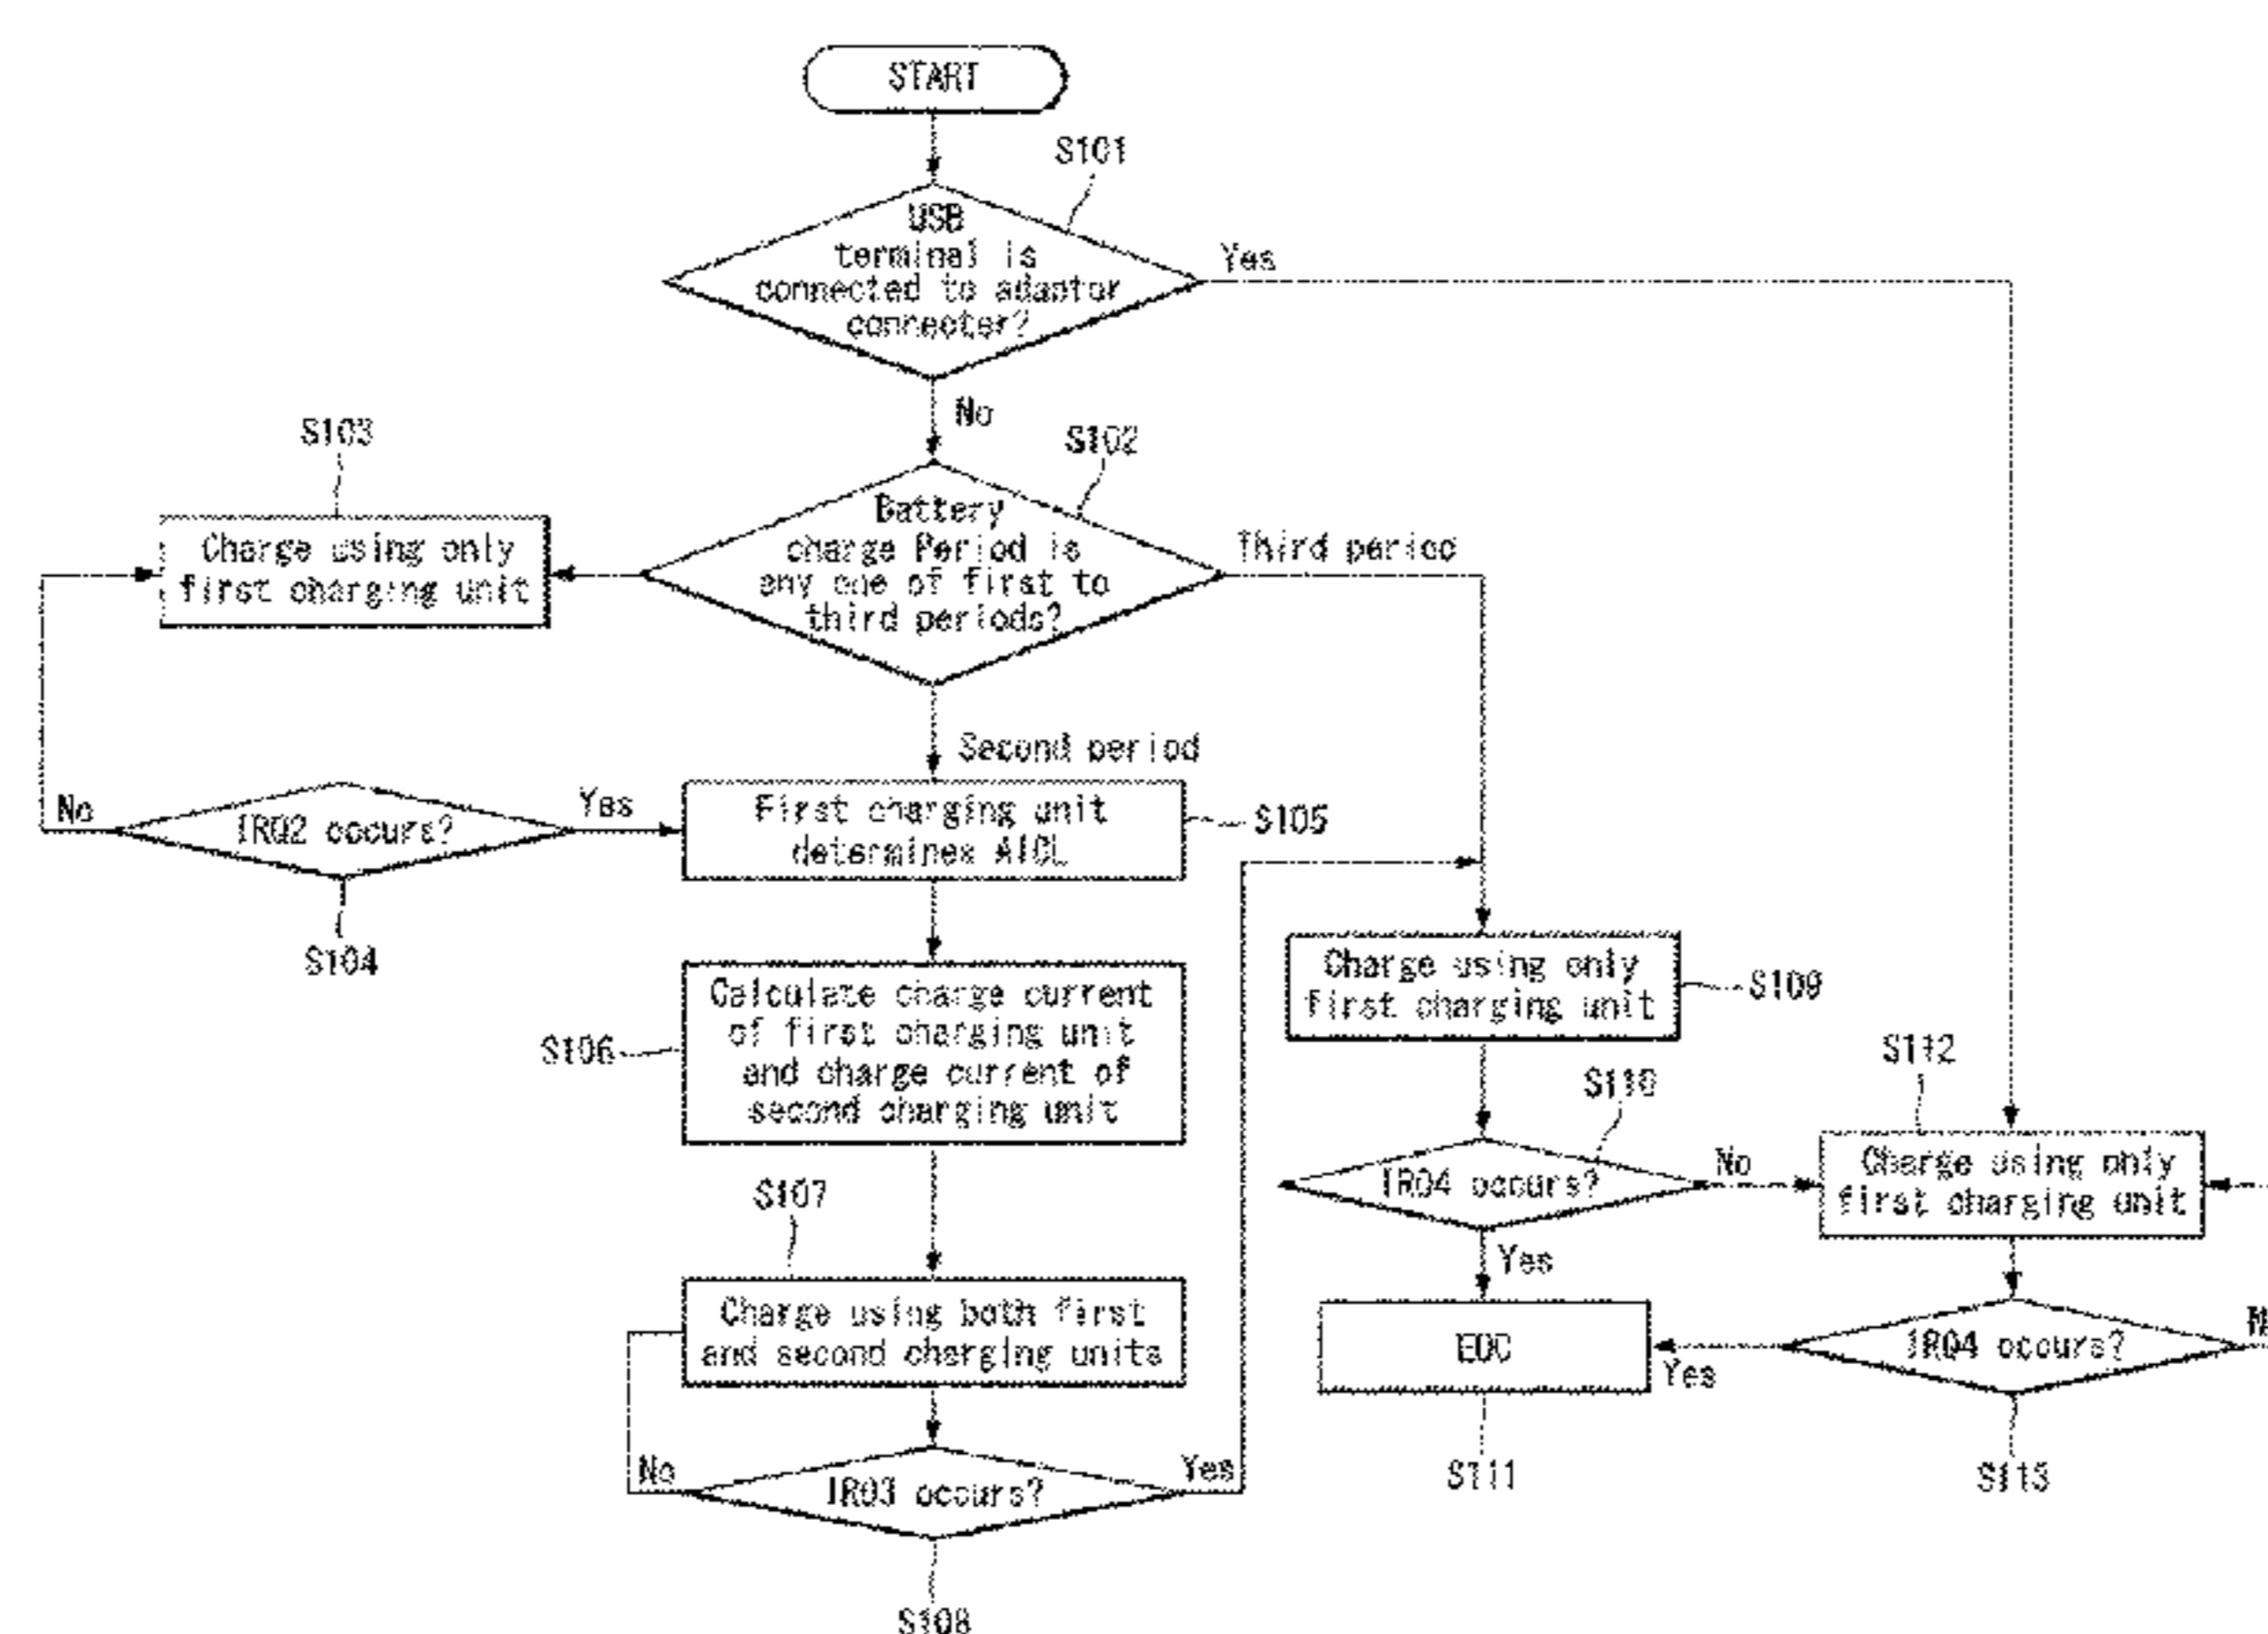 START
S101
USB
terminal is
connected to adaptor
connecter?
Yes
No
S103
S102
Charge using only
first charging unit
Battery
charge Period is
any one of first to
third periods?
Third period
Second period
No
IRQ2 occurs?
Yes
S104
First charging unit
determines AICL
S105
S106
Calculate charge current
of first charging unit
and charge current of
second charging unit
Charge using only
first charging unit
S109
S110
S112
IRQ4 occurs?
No
Yes
Charge using only
first charging unit
S107
Charge using both first
and second charging units
EOC
S111
Yes
IRQ4 occurs?
S113
No
IRQ3 occurs?
Yes
S108